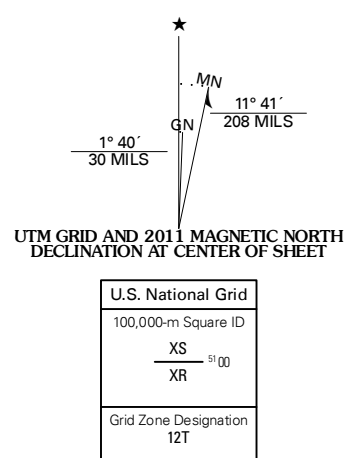 MN
11° 41´
208 MILS
GN
1° 40´
30 MILS
UTM GRID AND 2011 MAGNETIC NORTH
DECLINATION AT CENTER OF SHEET
U.S. National Grid
100,000-m Square ID
XS
5100
XR
Grid Zone Designation
12T